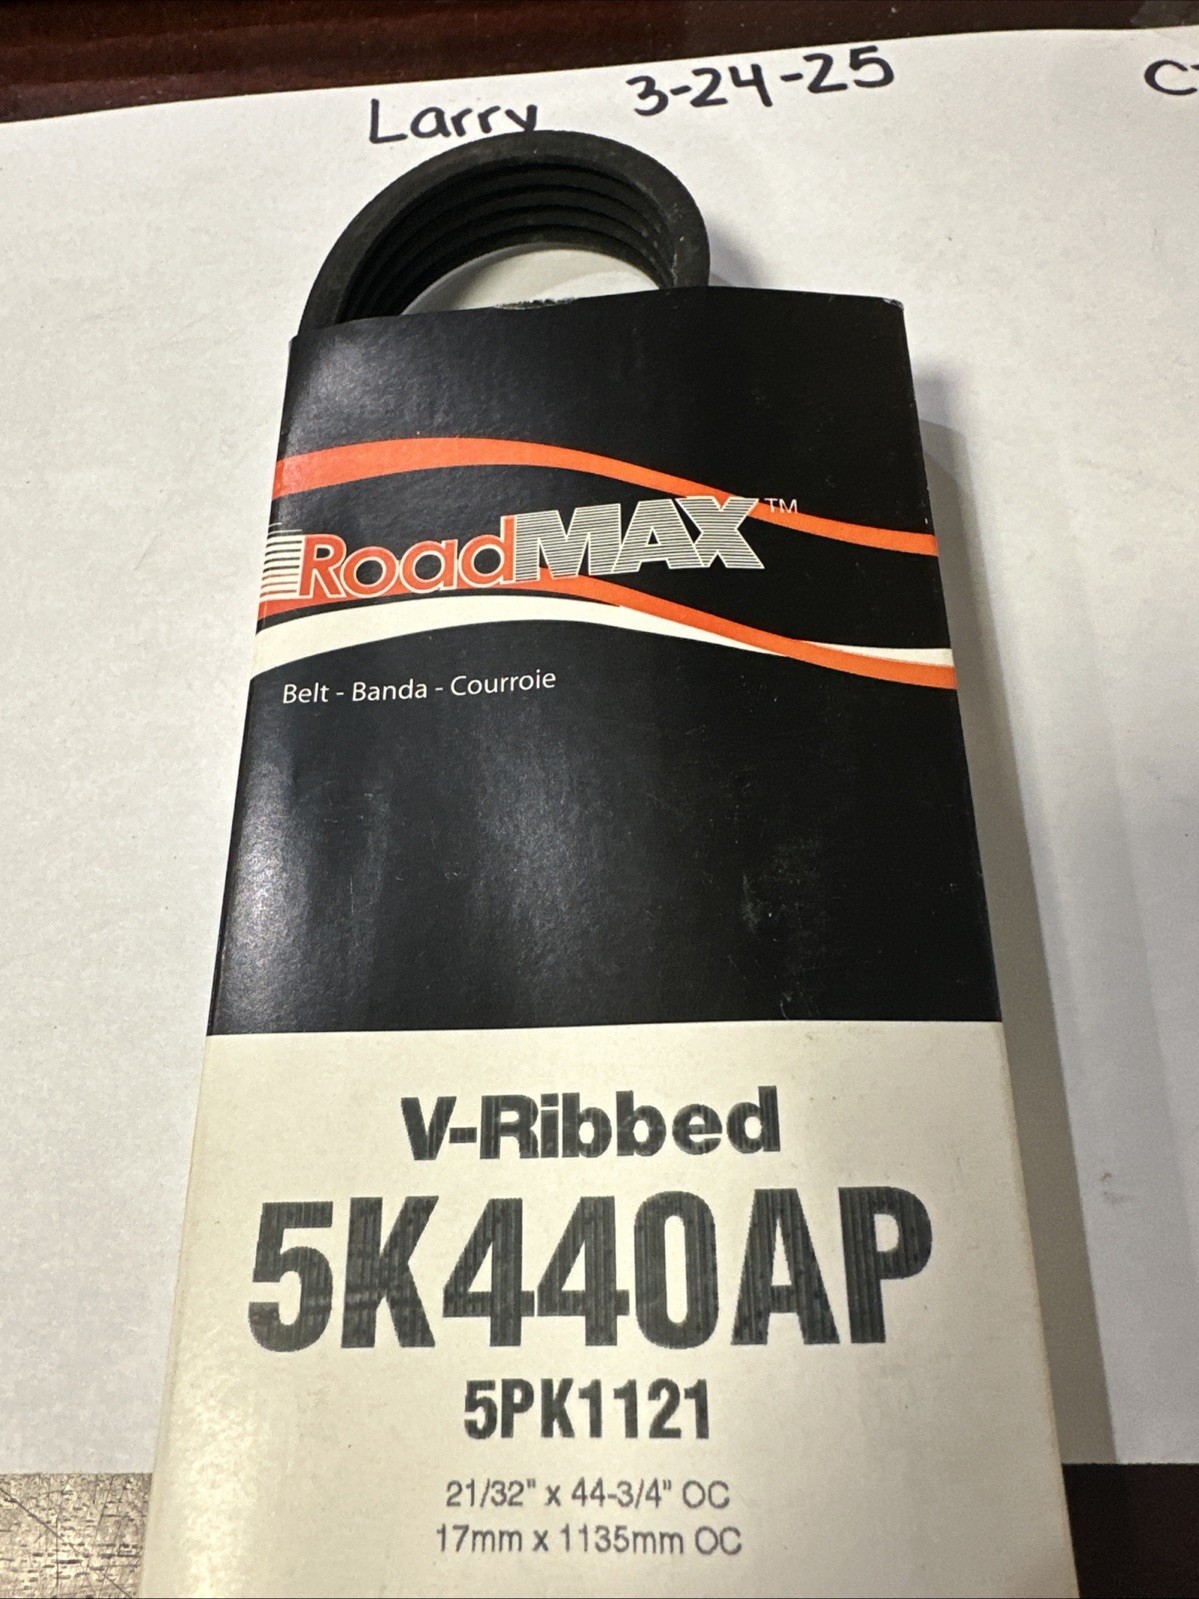 Larry 3-24-25
RoadMAX™
Belt - Banda - Courroie
V-Ribbed
5K440AP
5PK1121
21/32" x 44-3/4" OC
17mm x 1135mm OC